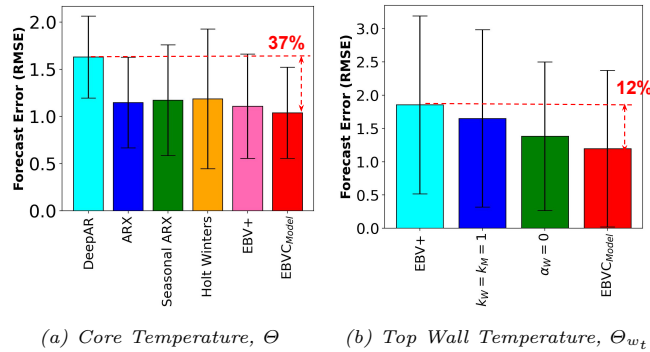 Forecast Error (RMSE)
2.0
1.5
1.0
0.5
0.0
37%
DeepAR
ARX
Seasonal ARX
Holt Winters
EBV+
EBVC_Model
(a) Core Temperature, Θ
Forecast Error (RMSE)
3.0
2.5
2.0
1.5
1.0
0.5
0.0
12%
EBV+
k_W = k_M = 1
α_W = 0
EBVC_Model
(b) Top Wall Temperature, Θ_{w_t}